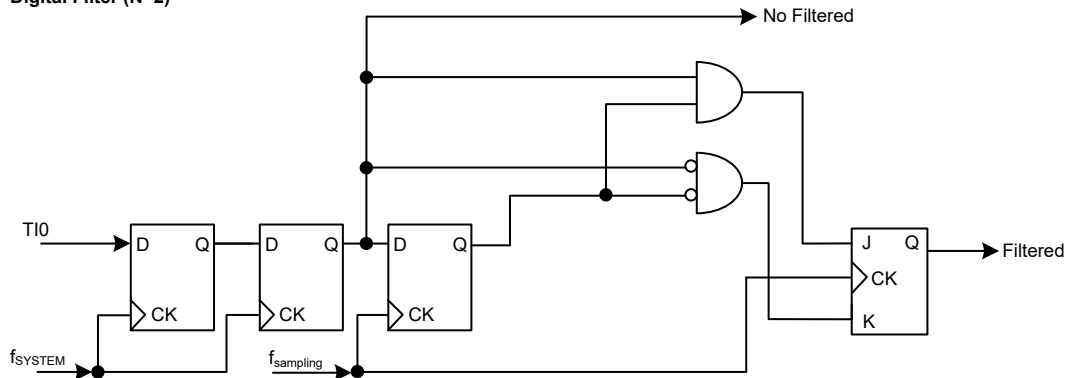 Digital Filter (N=2)
No Filtered
TI0
D Q
D Q
D Q
J Q
Filtered
CK
CK
CK
CK
K
fSYSTEM
fsampling